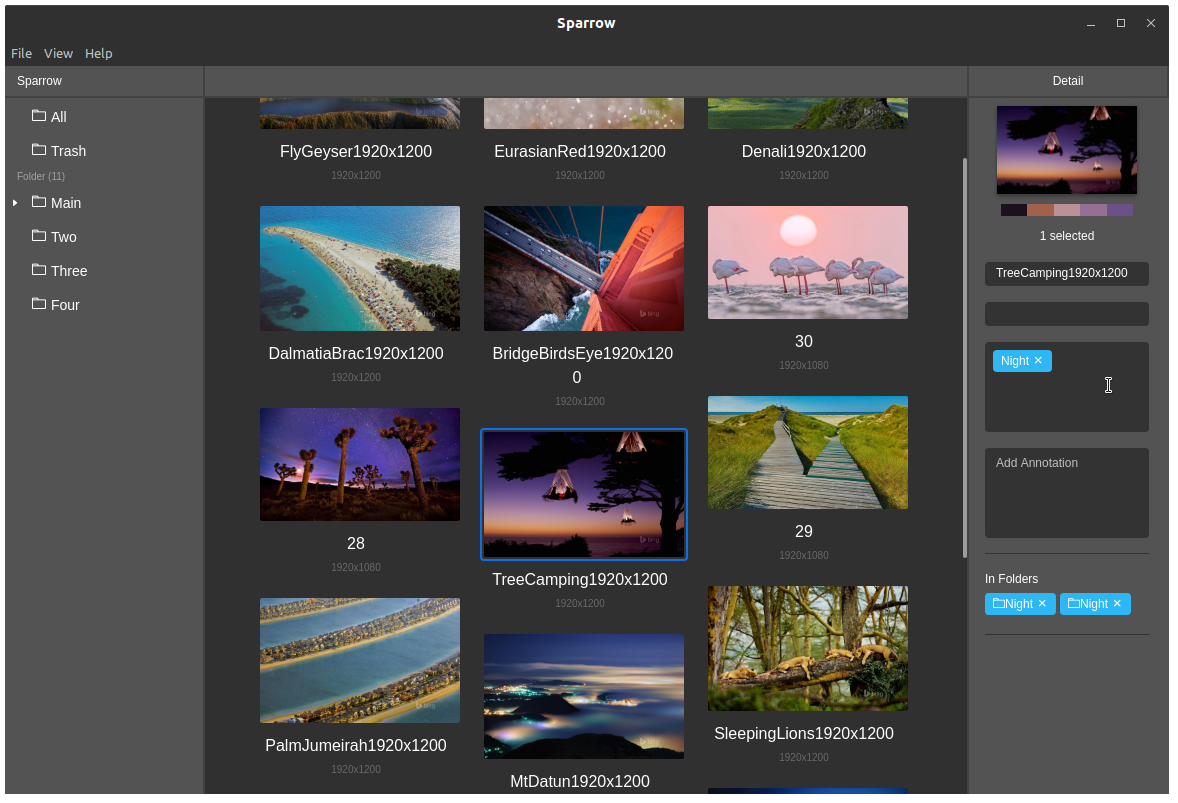 Sparrow
File View Help
Sparrow
Detail
All
Trash
Folder (11)
Main
Two
Three
Four
FlyGeyser1920x1200
1920x1200
EurasianRed1920x1200
1920x1200
Denali1920x1200
1920x1200
DalmatiaBrac1920x1200
1920x1200
BridgeBirdsEye1920x120
0
1920x1200
30
1920x1080
28
1920x1080
TreeCamping1920x1200
1920x1200
29
1920x1080
PalmJumeirah1920x1200
1920x1200
MtDatun1920x1200
SleepingLions1920x1200
1920x1200
1 selected
TreeCamping1920x1200
Night ×
Add Annotation
In Folders
Night × Night ×